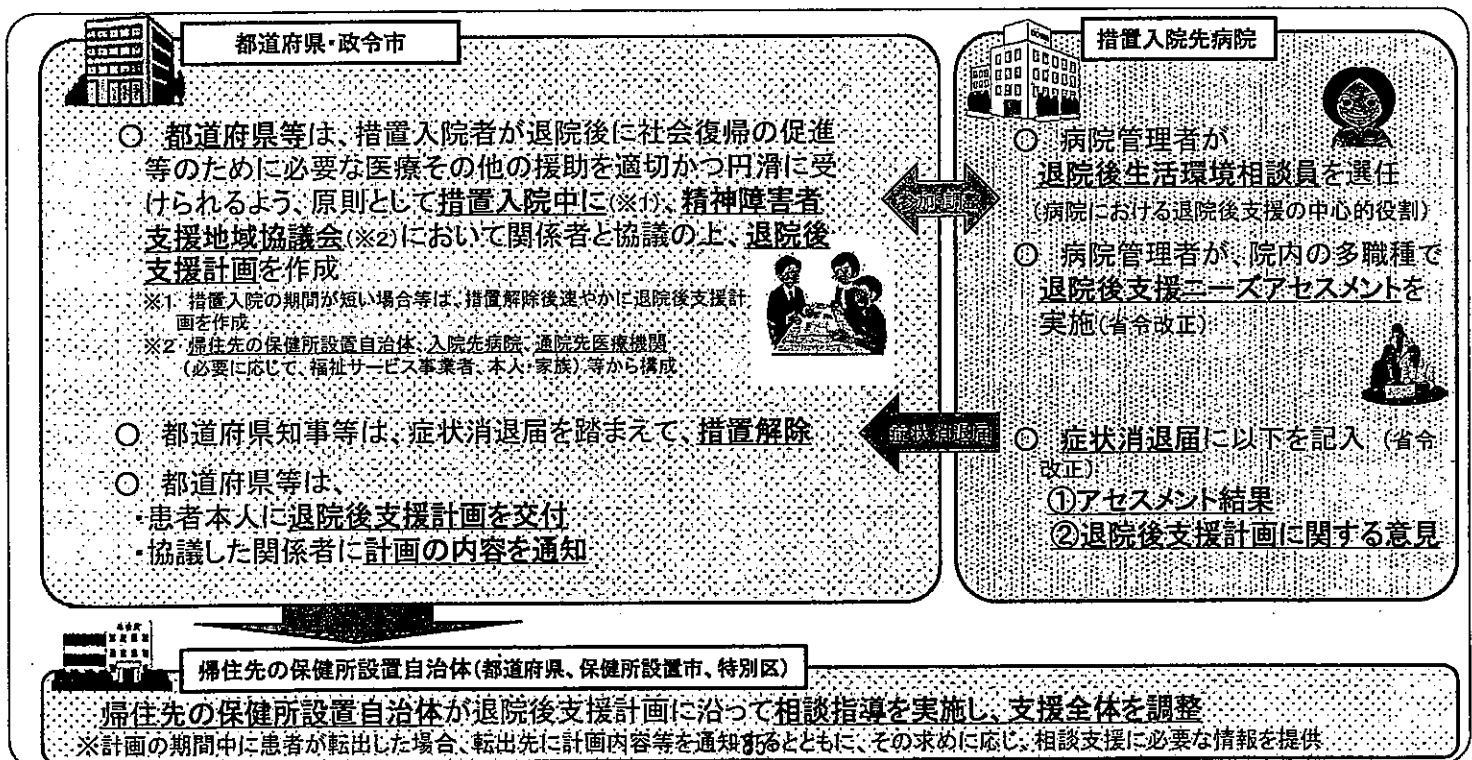 都道府県・政令市
○ 都道府県等は、措置入院者が退院後に社会復帰の促進
等のために必要な医療その他の援助を適切かつ円滑に受
けられるよう、原則として措置入院中に(※1)、精神障害者
支援地域協議会(※2)において関係者と協議の上、退院後
支援計画を作成
※1 措置入院の期間が短い場合等は、措置解除後速やかに退院後支援計
画を作成
※2 帰住先の保健所設置自治体、入院先病院、通院先医療機関
(必要に応じて、福祉サービス事業者、本人・家族)等から構成
○ 都道府県知事等は、症状消退届を踏まえて、措置解除
○ 都道府県等は、
・患者本人に退院後支援計画を交付
・協議した関係者に計画の内容を通知
症状消退届
措置入院先病院
○ 病院管理者が
退院後生活環境相談員を選任
(病院における退院後支援の中心的役割)
○ 病院管理者が、院内の多職種で
退院後支援ニーズアセスメントを
実施(省令改正)
○ 症状消退届に以下を記入 (省令
改正)
①アセスメント結果
②退院後支援計画に関する意見
帰住先の保健所設置自治体(都道府県、保健所設置市、特別区)
帰住先の保健所設置自治体が退院後支援計画に沿って相談指導を実施し、支援全体を調整
※計画の期間中に患者が転出した場合、転出先に計画内容等を通知するとともに、その求めに応じ、相談支援に必要な情報を提供
85